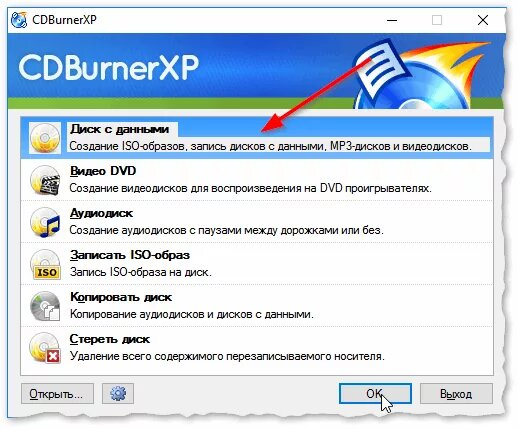 CDBurnerXP
CDBurnerXP
Диск с данными
Создание ISO-образов, запись дисков с данными, MP3-дисков и видеодисков.
Видео DVD
Создание видеодисков для воспроизведения на DVD проигрывателях.
Аудиодиск
Создание аудиодисков с паузами между дорожками или без.
ISO
Записать ISO-образ
Запись ISO-образа на диск.
Копировать диск
Копирование аудиодисков и дисков с данными.
Стереть диск
Удаление всего содержимого перезаписываемого носителя.
Открыть... OK Выход